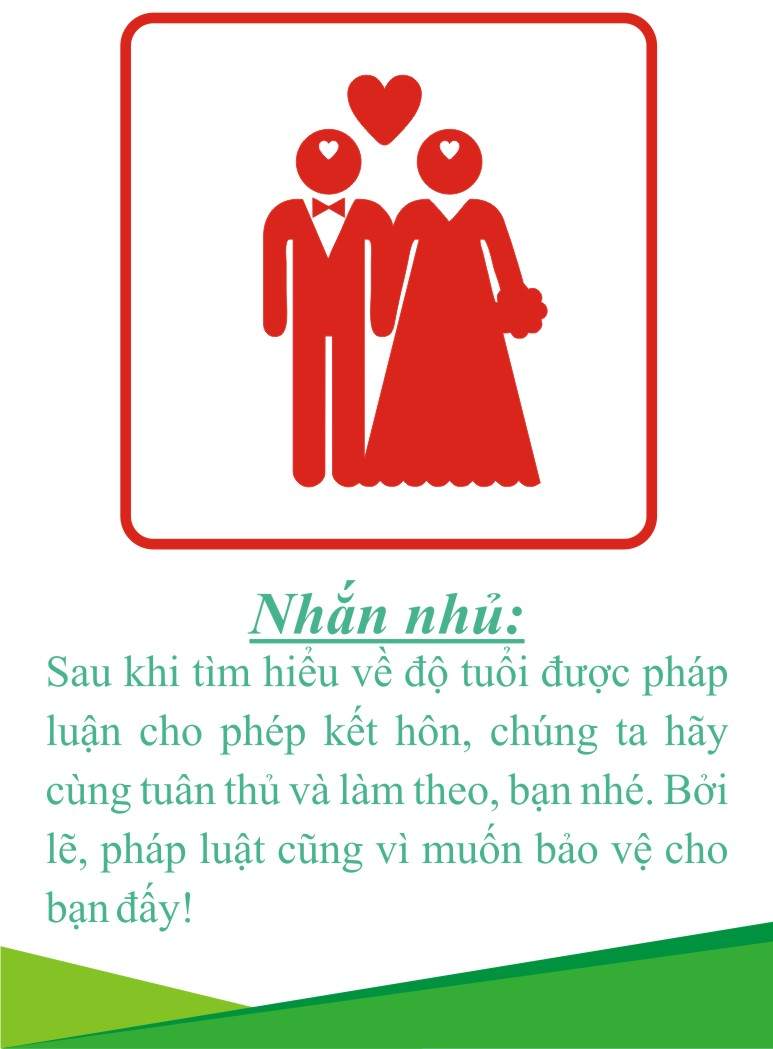 Nhắn nhủ:
Sau khi tìm hiểu về độ tuổi được pháp
luận cho phép kết hôn, chúng ta hãy
cùng tuân thủ và làm theo, bạn nhé. Bởi
lẽ, pháp luật cũng vì muốn bảo vệ cho
bạn đấy!